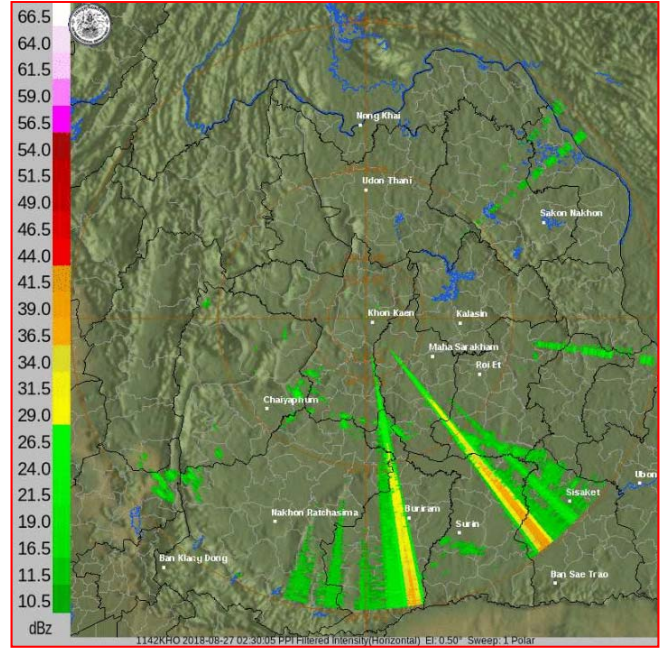 66.5
64.0
61.5
59.0
56.5
54.0
51.5
49.0
46.5
44.0
41.5
39.0
36.5
34.0
31.5
29.0
26.5
24.0
21.5
19.0
16.5
11.5
10.5
dBz
Nong Khai
Udon Thani
Sakon Nakhon
Khon Kaen
Kalasin
Maha Sarakham
Roi Et
Chaiyaphum
Ubon
Sisaket
Buriram
Nakhon Ratchasima
Surin
Ban Klang Dong
Ban Sae Trao
1142KHO 2018-08-27 02:30:05 PPI Filtered Intensity(Horizontal) El: 0.50° Sweep: 1 Polar